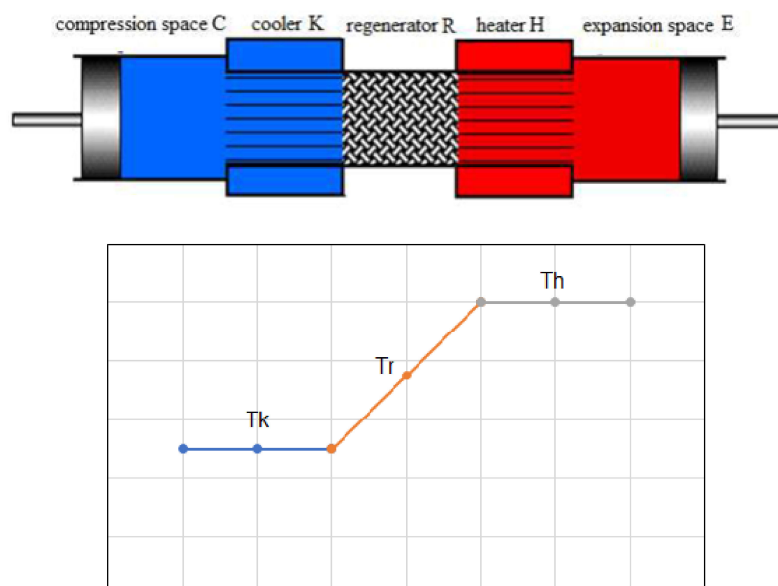 compression space C cooler K regenerator R heater H expansion space E
Th
Tr
Tk